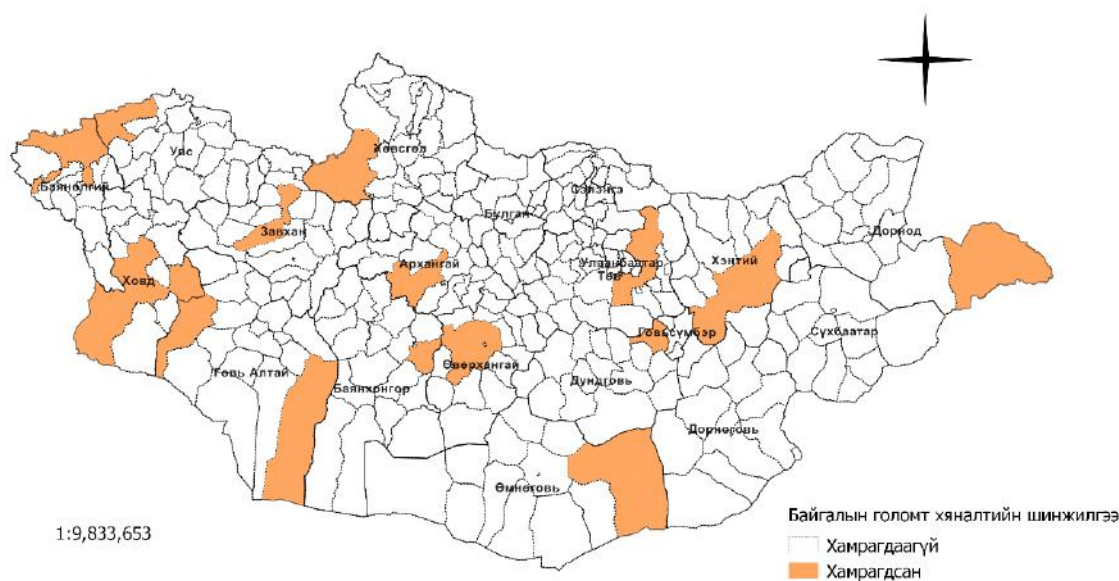 Увс
Хөвсгөл
Баян-Өлгий
Сэлэнгэ
Булган
Завхан
Дорнод
Архангай
Улаанбаатар
Төв
Хэнтий
Ховд
Говьсүмбэр
Сүхбаатар
Говь Алтай
Баянхонгор
Өвөрхангай
Дундговь
Дорноговь
Өмнөговь
1:9,833,653
Байгалын голомт хяналтийн шинжилгээ
Хамрагдаагүй
Хамрагдсан